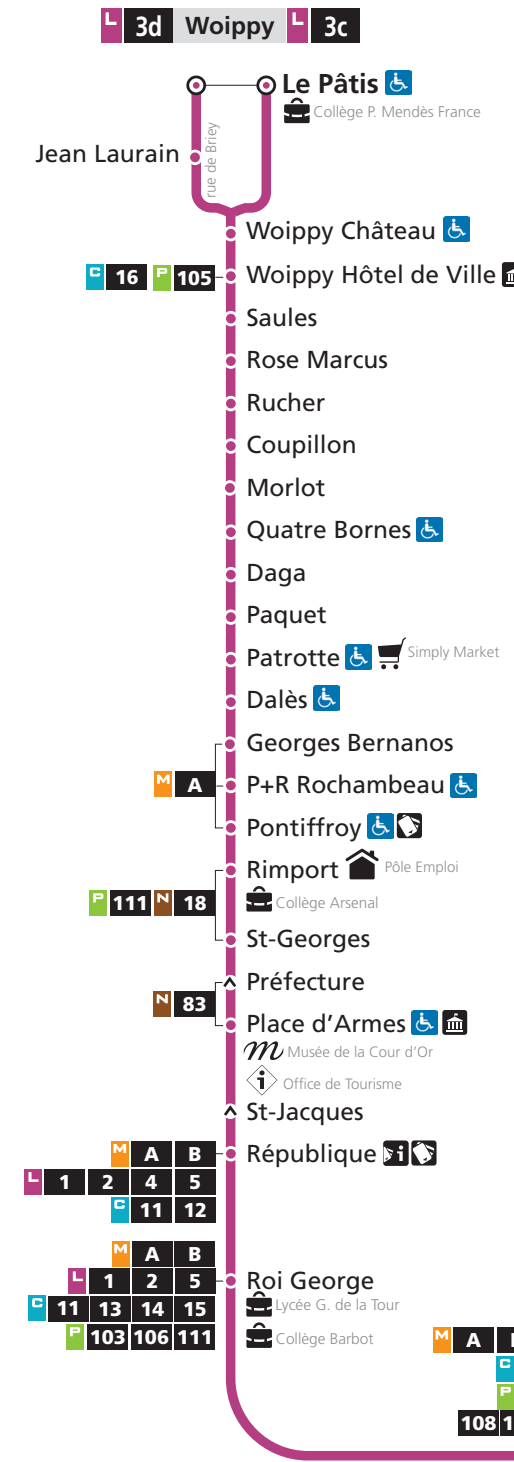 L 3d Woippy L 3c
Le Pâtis
Collège P. Mendès France
rue de Briey
Jean Laurain
Woippy Château
C 16 P 105 Woippy Hôtel de Ville
Saules
Rose Marcus
Rucher
Coupillon
Morlot
Quatre Bornes
Daga
Paquet
Patrotte Simply Market
Dalès
Georges Bernanos
M A P+R Rochambeau
Pontiffroy
Rimport Pôle Emploi
P 111 N 18 Collège Arsenal
St-Georges
Préfecture
N 83
Place d'Armes
m Musée de la Cour d'Or
i Office de Tourisme
St-Jacques
M A B République i
L 1 2 4 5
C 11 12
M A B
L 1 2 5 Roi George
C 11 13 14 15 Lycée G. de la Tour
P 103 106 111 Collège Barbot
M A
C
P
108